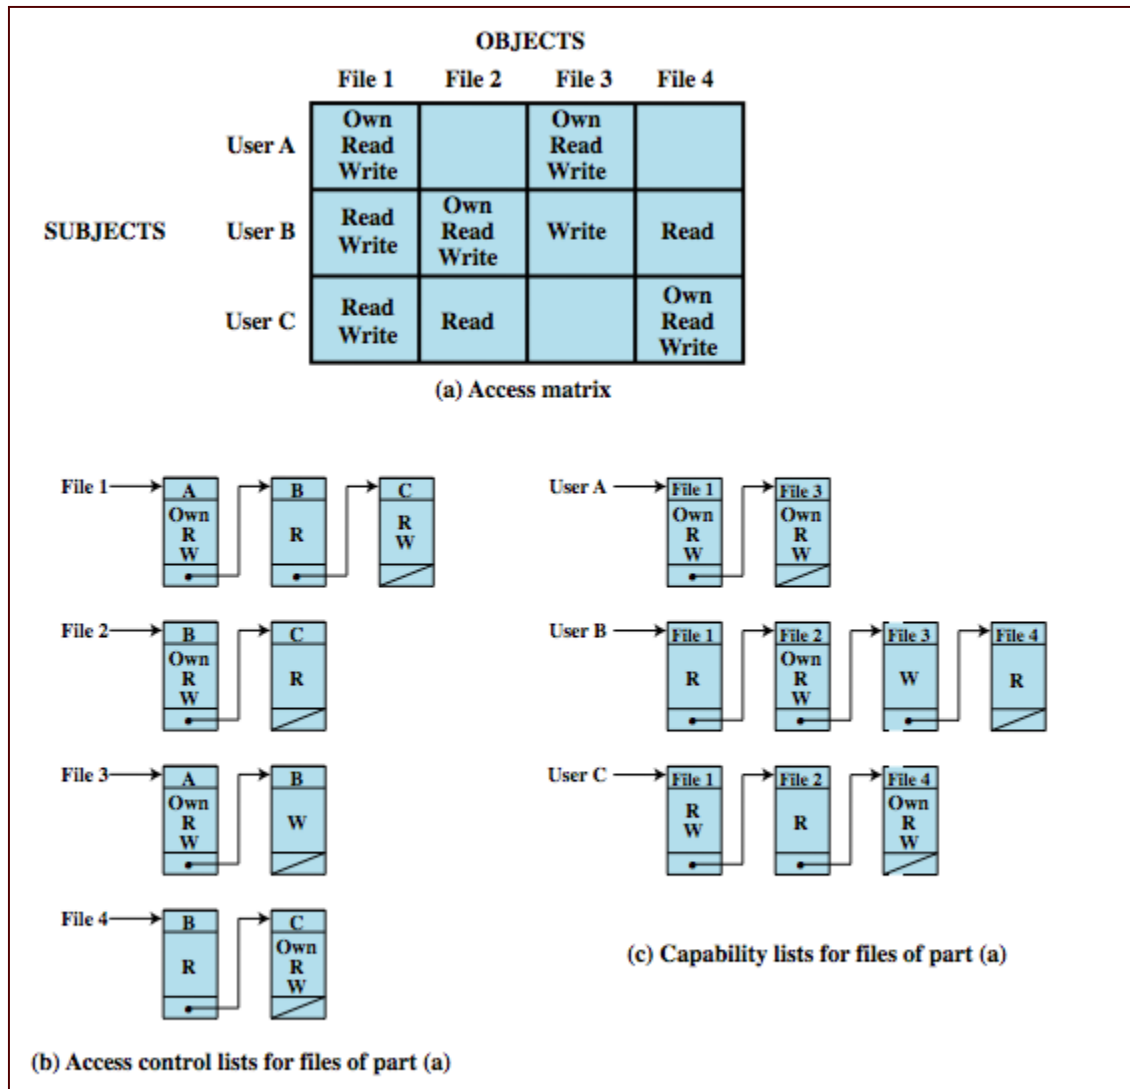 OBJECTS
File 1 File 2 File 3 File 4
User A
Own
Read
Write
Own
Read
Write
SUBJECTS
User B
Read
Write
Own
Read
Write
Write
Read
User C
Read
Write
Read
Own
Read
Write
(a) Access matrix
File 1
A
Own
R
W
B
R
C
R
W
File 2
B
Own
R
W
C
R
File 3
A
Own
R
W
B
W
File 4
B
R
C
Own
R
W
(b) Access control lists for files of part (a)
User A
File 1
Own
R
W
File 3
Own
R
W
User B
File 1
R
File 2
Own
R
W
File 3
W
File 4
R
User C
File 1
R
W
File 2
R
File 4
Own
R
W
(c) Capability lists for files of part (a)